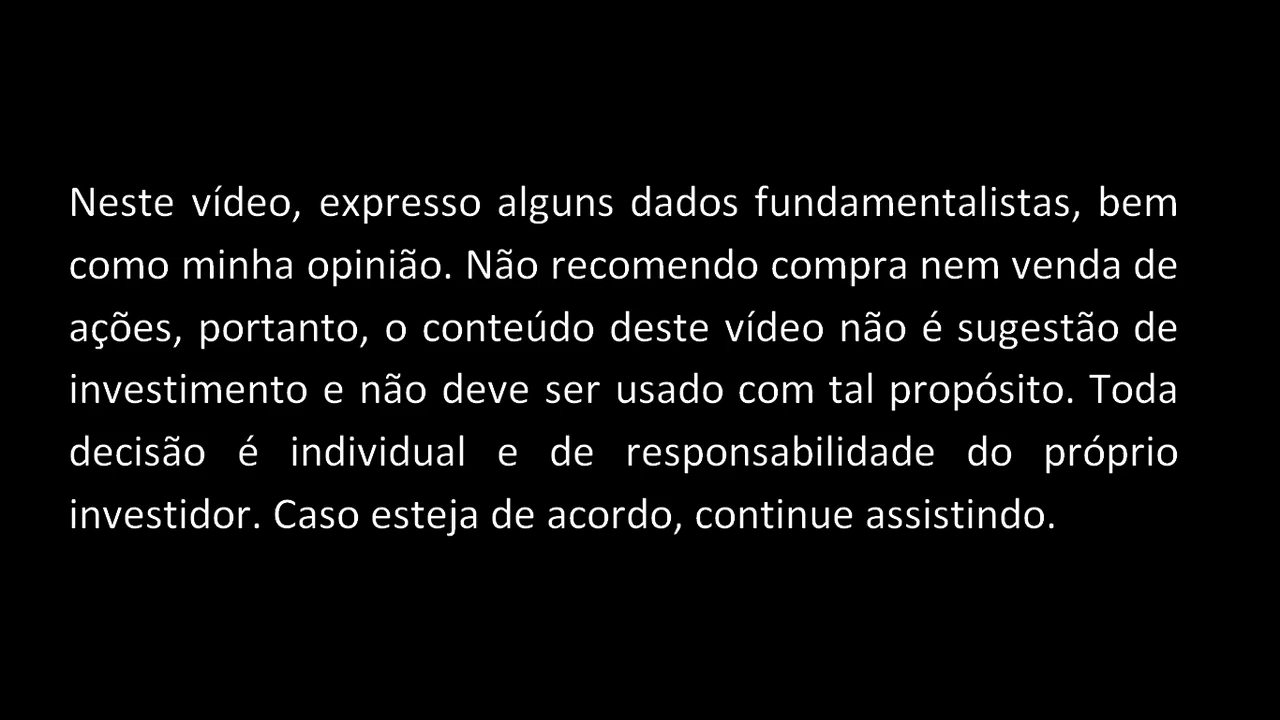 Neste vídeo, expresso alguns dados fundamentalistas, bem
como minha opinião. Não recomendo compra nem venda de
ações, portanto, o conteúdo deste vídeo não é sugestão de
investimento e não deve ser usado com tal propósito. Toda
decisão é individual e de responsabilidade do próprio
investidor. Caso esteja de acordo, continue assistindo.